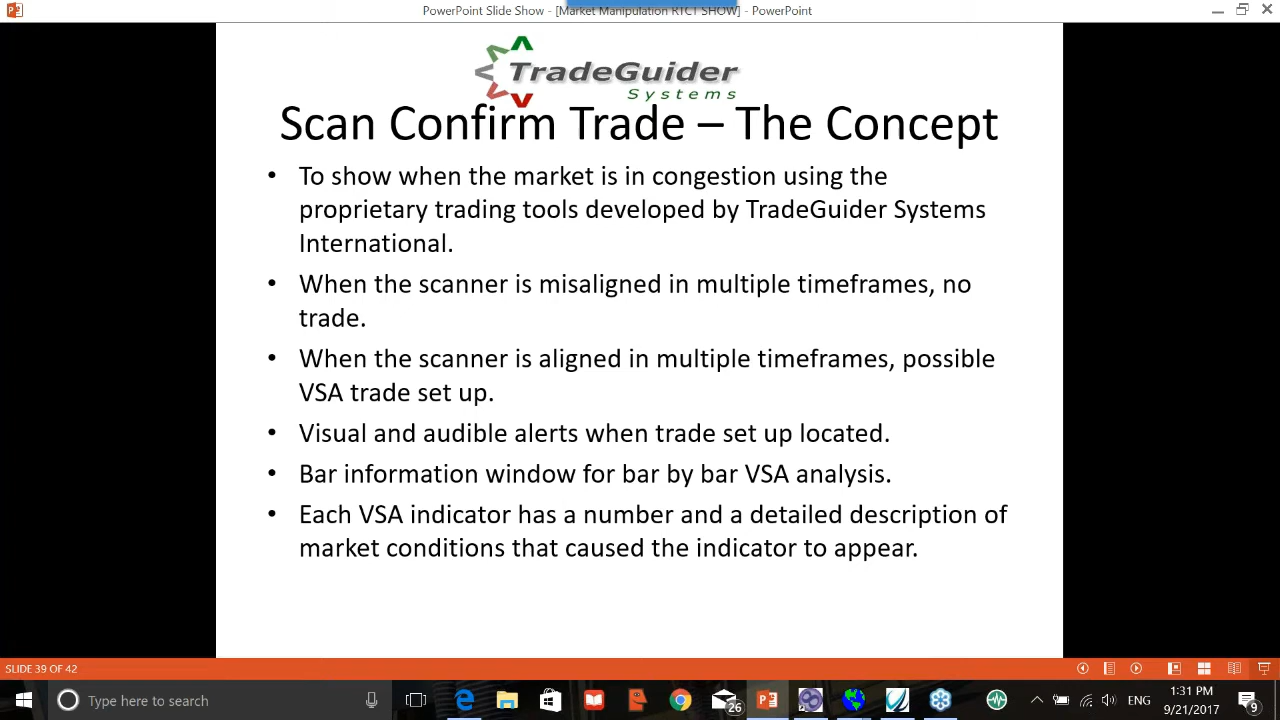 PowerPoint Slide Show - [Market Manipulation RTCT SHOW] - PowerPoint
TradeGuider
Systems
Scan Confirm Trade – The Concept
• To show when the market is in congestion using the
proprietary trading tools developed by TradeGuider Systems
International.
• When the scanner is misaligned in multiple timeframes, no
trade.
• When the scanner is aligned in multiple timeframes, possible
VSA trade set up.
• Visual and audible alerts when trade set up located.
• Bar information window for bar by bar VSA analysis.
• Each VSA indicator has a number and a detailed description of
market conditions that caused the indicator to appear.
SLIDE 39 OF 42
Type here to search
26
ENG
:31 PM
9/21/2017
9